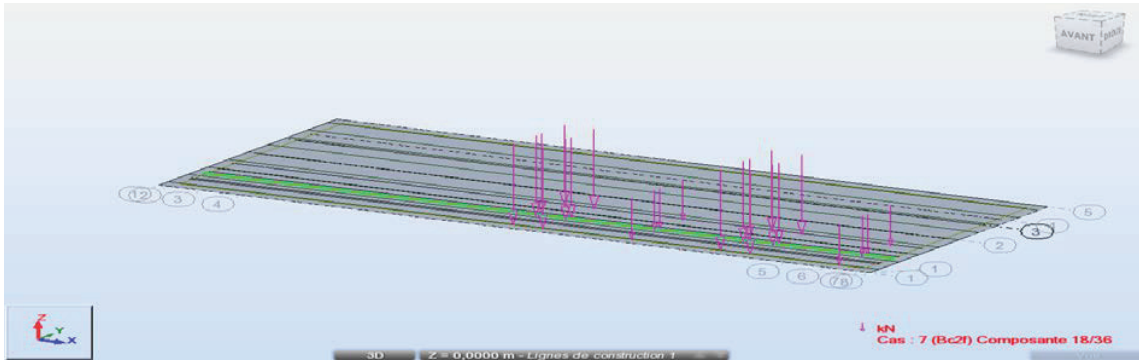 AVANT
5
3
2
1
1
12
3
4
5
6
78
Z
Y
X
kN
Cas : 7 (Bc2f) Composante 18/36
3D
Z = 0,0000 m - Lignes de construction 1